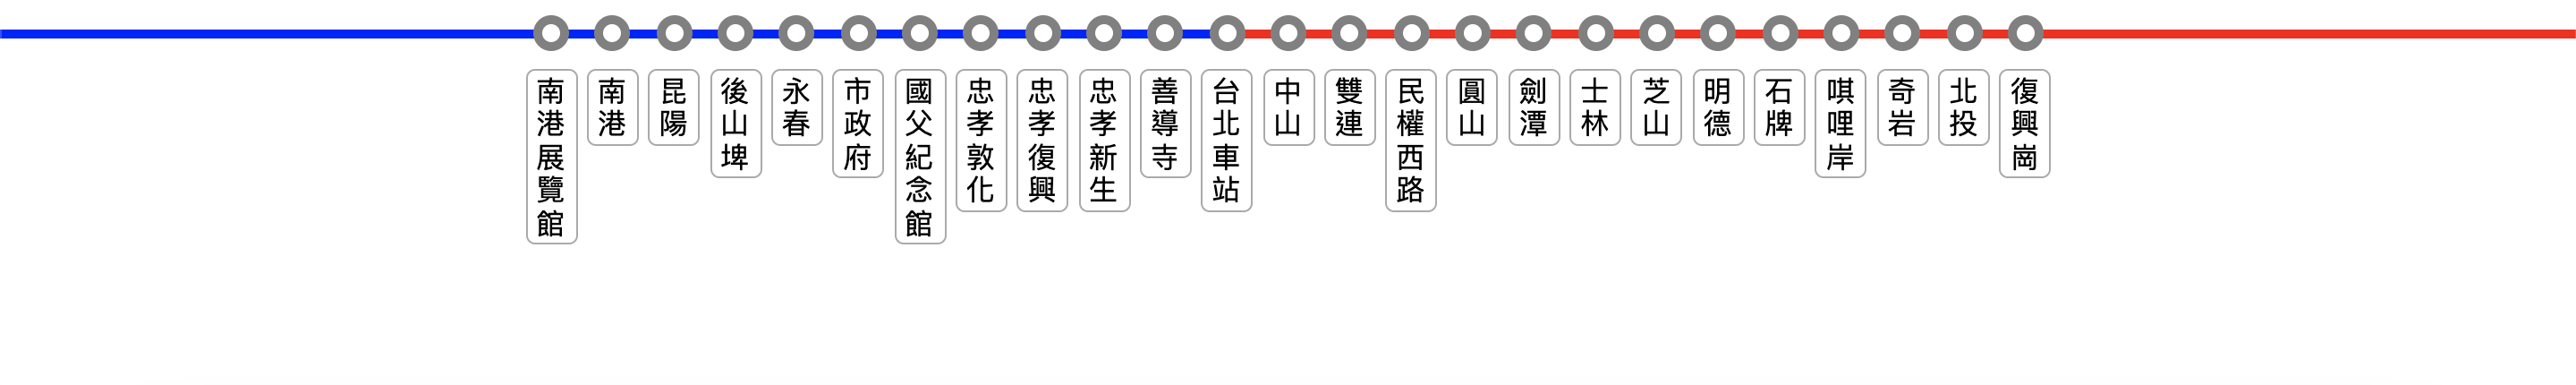 南港展覽館
南港
昆陽
後山埤
永春
市政府
國父紀念館
忠孝敦化
忠孝復興
忠孝新生
善導寺
台北車站
中山
雙連
民權西路
圓山
劍潭
士林
芝山
明德
石牌
唭哩岸
奇岩
北投
復興崗